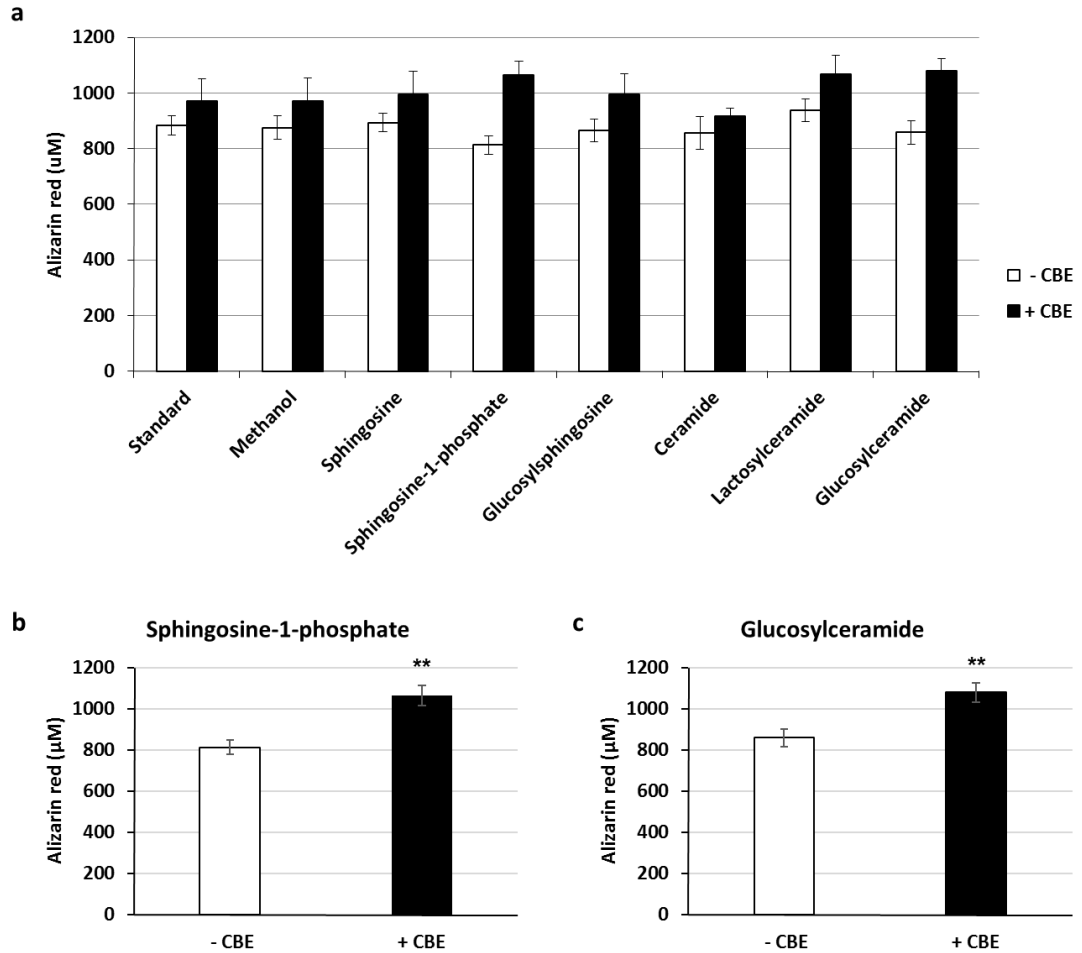 a
1200
1000
800
600
400
200
0
Alizarin red (uM)
Standard
Methanol
Sphingosine
Sphingosine-1-phosphate
Glucosylsphingosine
Ceramide
Lactosylceramide
Glucosylceramide
- CBE
+ CBE
b
Sphingosine-1-phosphate
1200
1000
800
600
400
200
0
Alizarin red (µM)
**
- CBE
+ CBE
c
Glucosylceramide
1200
1000
800
600
400
200
0
Alizarin red (µM)
**
- CBE
+ CBE